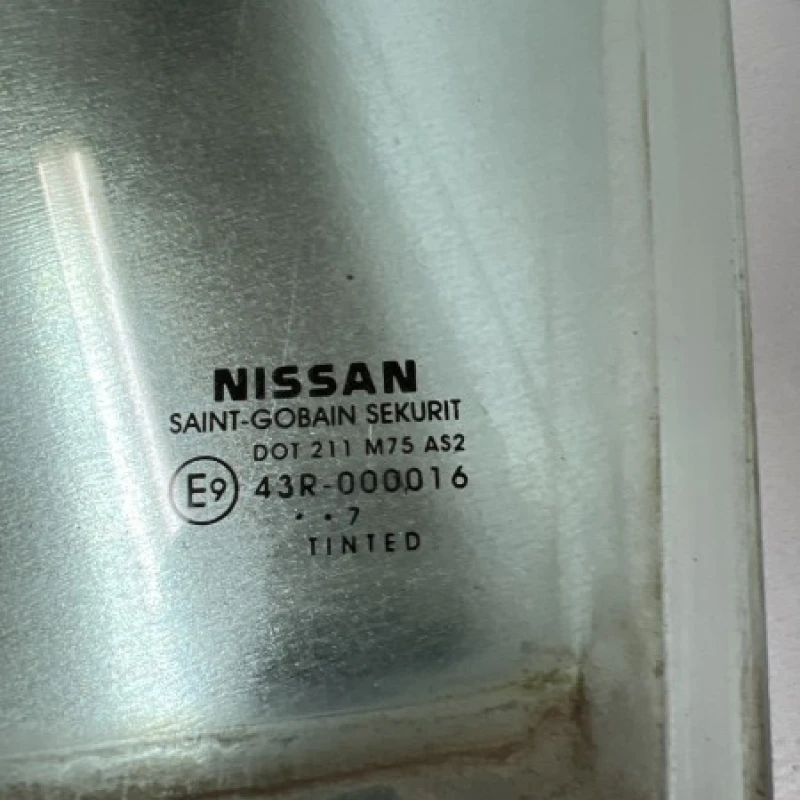 NISSAN
SAINT-GOBAIN SEKURIT
DOT 211 M75 AS2
E9 43R-000016
. . 7
TINTED